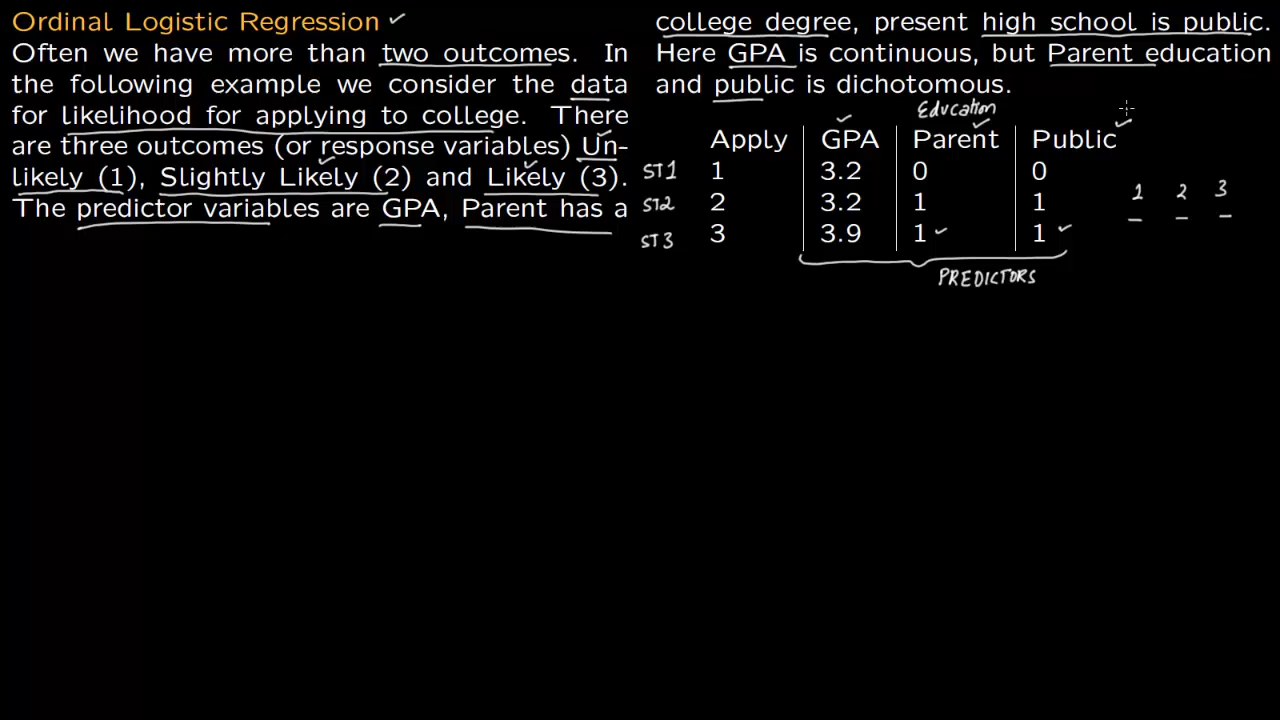 Ordinal Logistic Regression
Often we have more than two outcomes. In
the following example we consider the data
for likelihood for applying to college. There
are three outcomes (or response variables) Un-
likely (1), Slightly Likely (2) and Likely (3).
The predictor variables are GPA, Parent has a
college degree, present high school is public.
Here GPA is continuous, but Parent education
and public is dichotomous.
Education
Apply GPA Parent Public
ST1 1 3.2 0 0
ST2 2 3.2 1 1
ST3 3 3.9 1 1
1 2 3
PREDICTORS